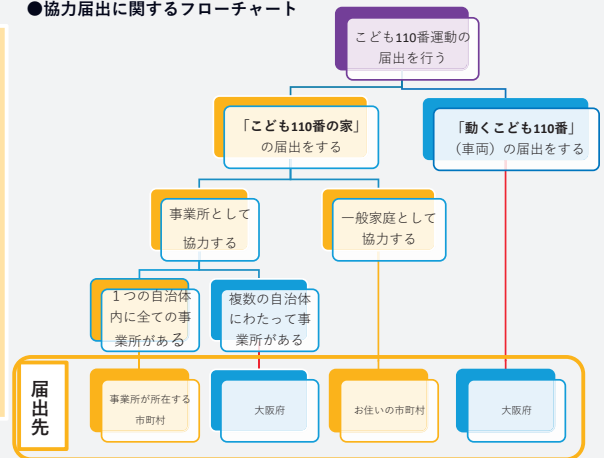 ●協力届出に関するフローチャート
こども110番運動の
届出を行う
「こども110番の家」
の届出をする
「動くこども110番」
（車両）の届出をする
事業所として
協力する
一般家庭として
協力する
１つの自治体
内に全ての事
業所がある
複数の自治体
にわたって事
業所がある
届出先
事業所が所在する
市町村
大阪府
お住いの市町村
大阪府